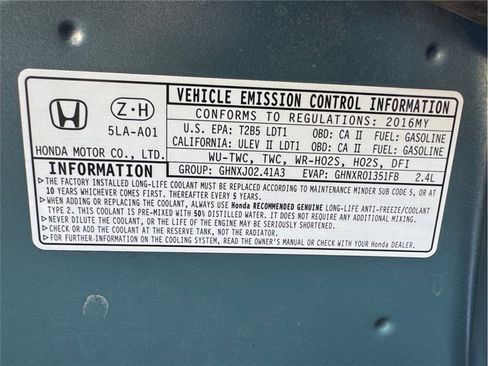 Z·H
5LA-A01
HONDA MOTOR CO., LTD.
VEHICLE EMISSION CONTROL INFORMATION
CONFORMS TO REGULATIONS: 2016MY
U.S. EPA: T2B5 LDT1 OBD: CA II FUEL: GASOLINE
CALIFORNIA: ULEV II LDT1 OBD: CA II FUEL: GASOLINE
WU-TWC, TWC, WR-HO2S, HO2S, DFI
GROUP: GHNXJ02.41A3 EVAP: GHNXR01351FB 2.4L
INFORMATION
▶THE FACTORY INSTALLED LONG-LIFE COOLANT MUST BE REPLACED ACCORDING TO MAINTENANCE MINDER SUB CODE 5, OR AT
10 YEARS WHICHEVER COMES FIRST. THEREAFTER EVERY 5 YEARS.
▶WHEN ADDING OR REPLACING COOLANT, ALWAYS USE Honda RECOMMENDED GENUINE LONG-LIFE ANTI-FREEZE/COOLANT
TYPE 2. THIS COOLANT IS PRE-MIXED WITH 50% DISTILLED WATER. IT DOES NOT REQUIRE ANY ADDITIONAL MIXING.
▶NEVER DILUTE THE COOLANT, OR THE LIFE OF THE ENGINE MAY BE SERIOUSLY SHORTENED.
▶ADD COOLANT AT THE RESERVE TANK, NOT THE RADIATOR.
▶FOR FURTHER INFORMATION ON THE COOLING SYSTEM, READ THE OWNER'S MANUAL OR CHECK WITH YOUR Honda DEALER.